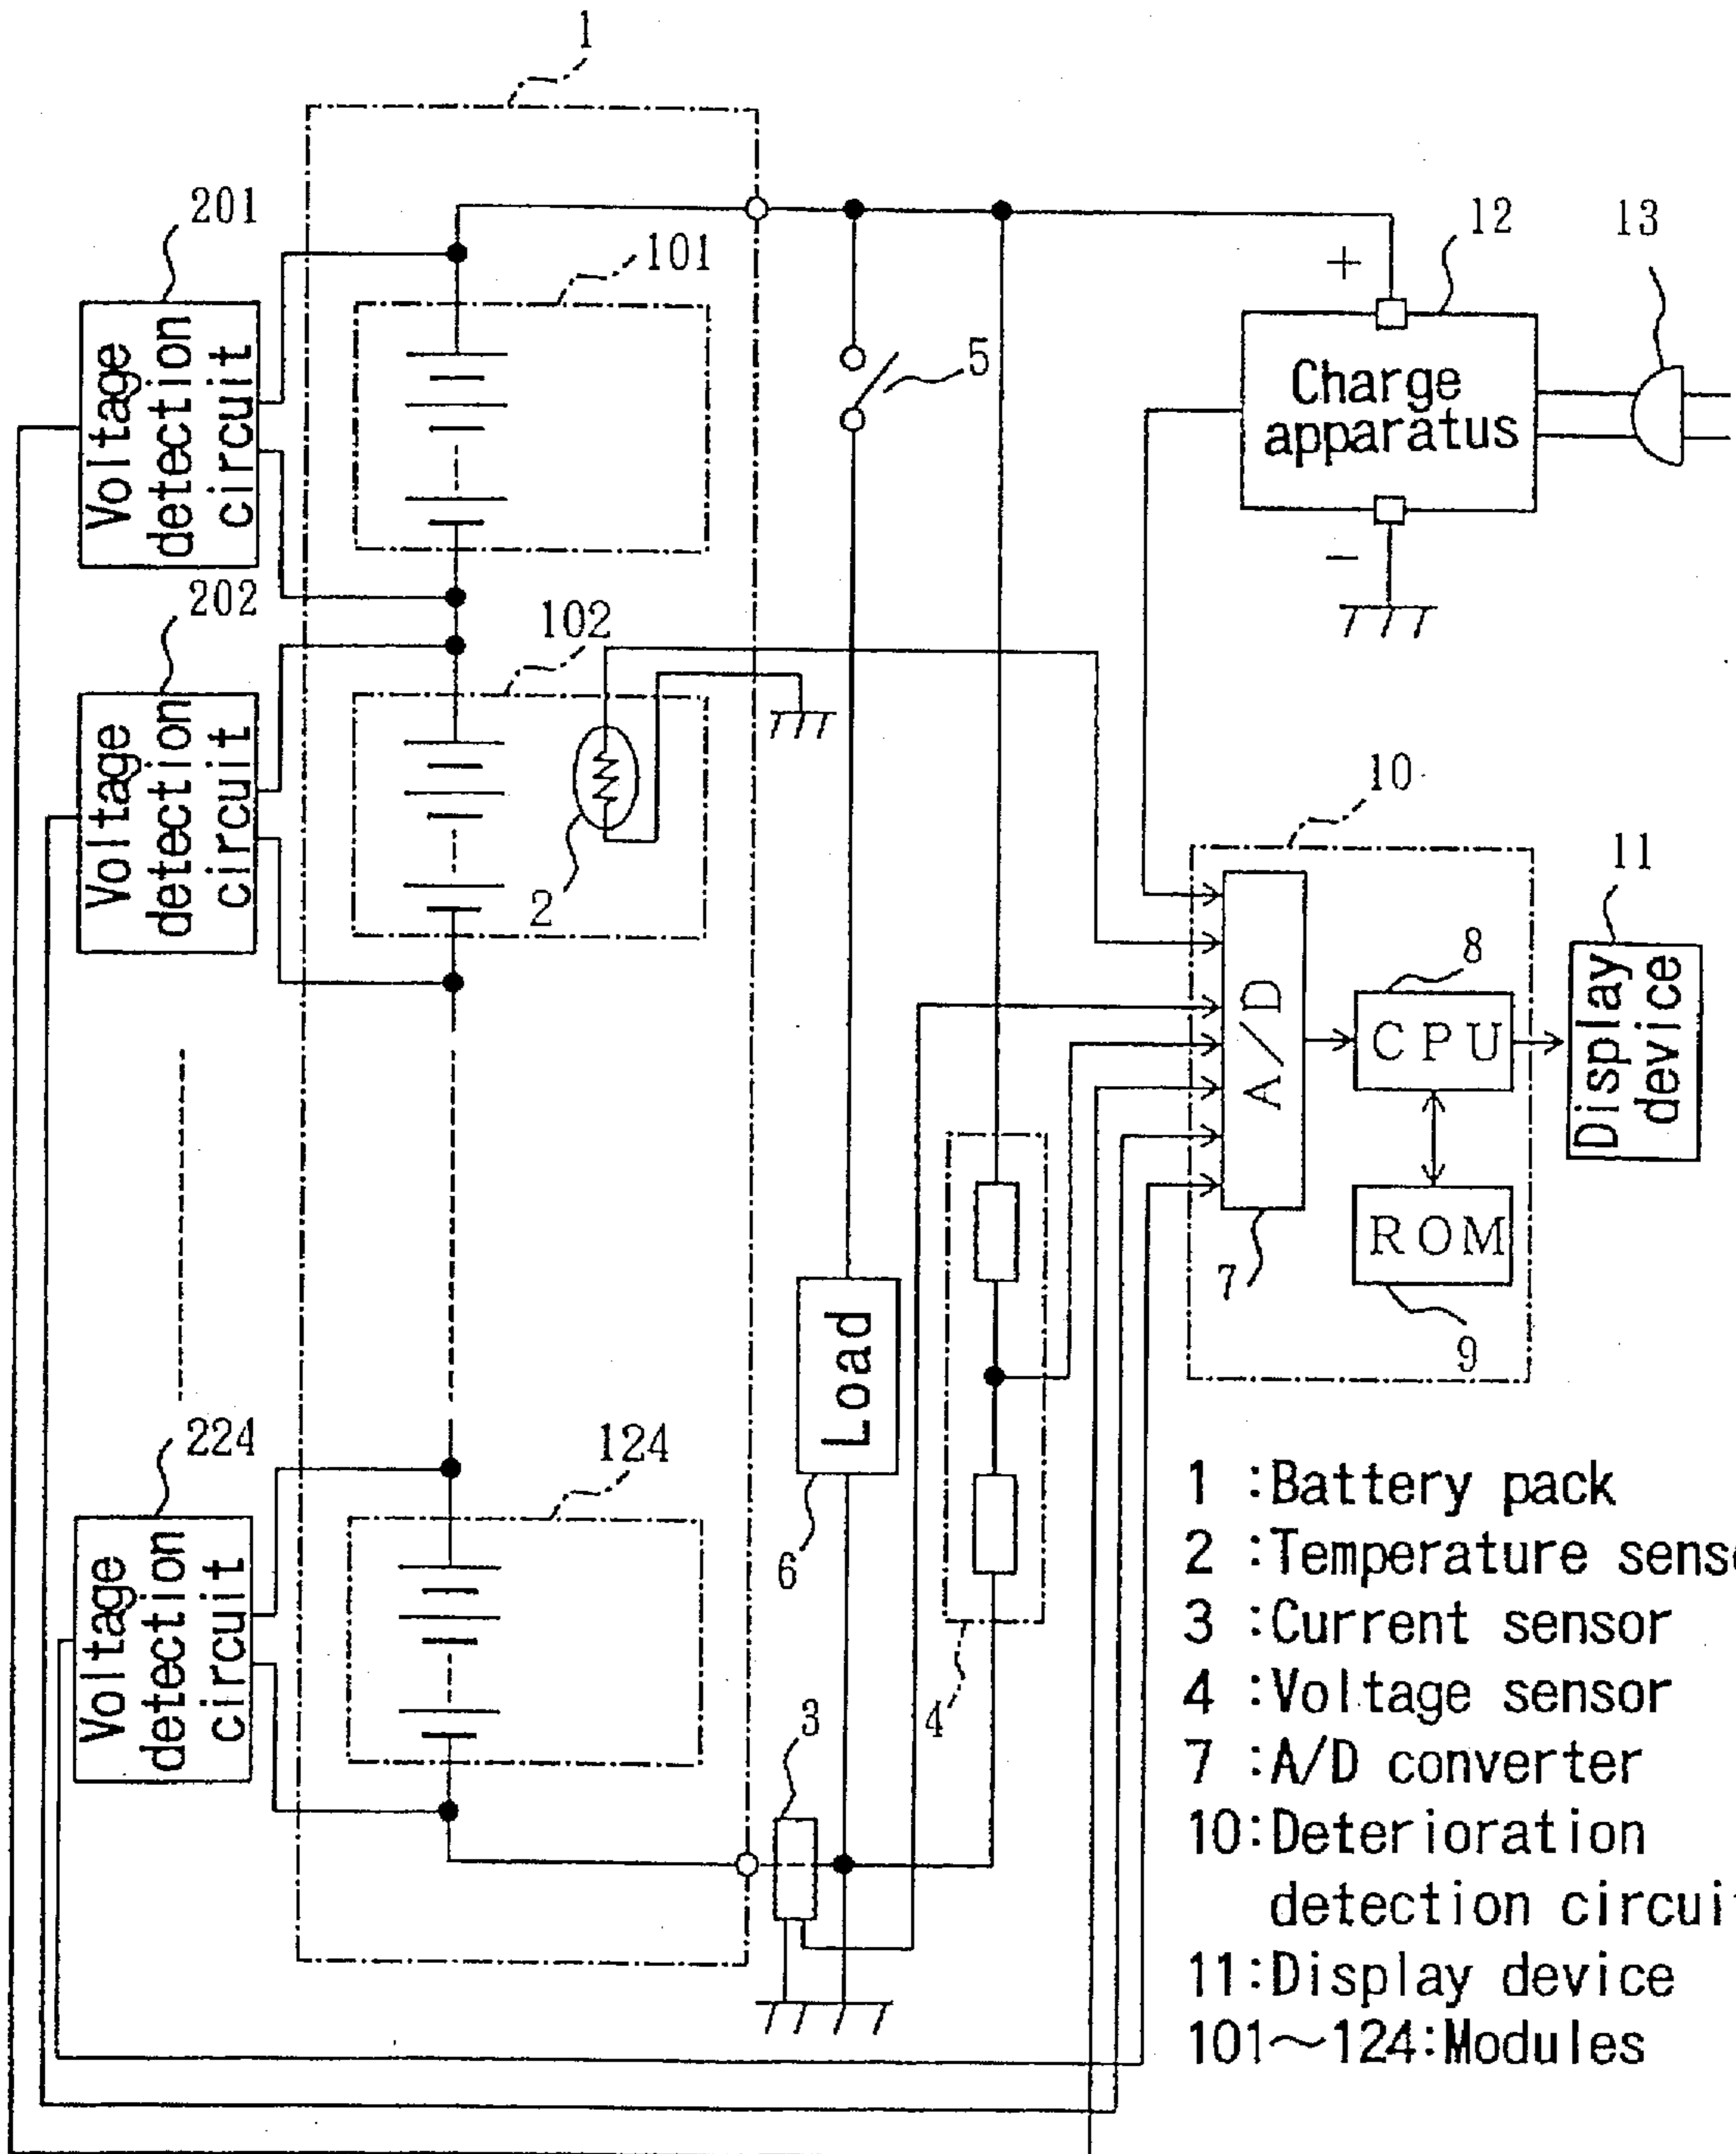 1
201
101
12
13
+
5
Voltage
detection
circuit
Charge
apparatus
-
202
102
Voltage
detection
circuit
2
10
11
8
A/D
CPU
Display
device
ROM
7
9
Load
224
124
6
Voltage
detection
circuit
3
4
1 :Battery pack
2 :Temperature senso
3 :Current sensor
4 :Voltage sensor
7 :A/D converter
10:Deterioration
detection circui
11:Display device
101~124:Modules